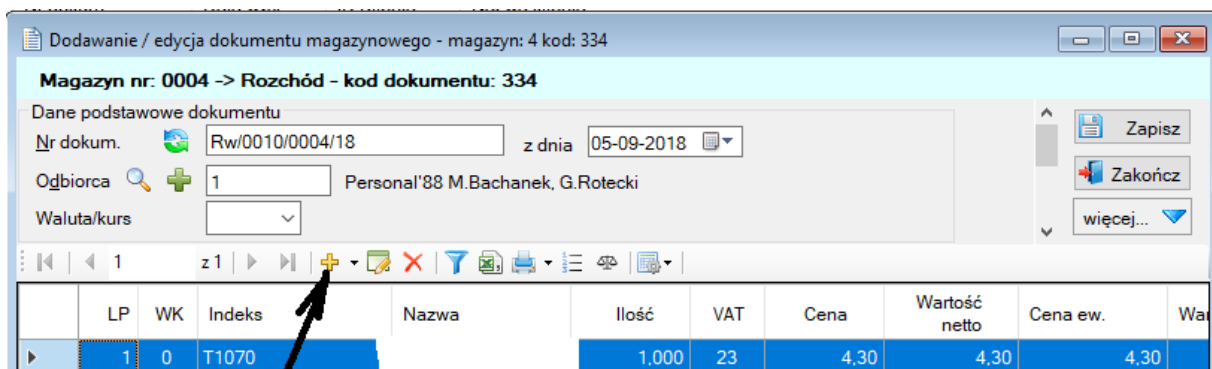 Dodawanie / edycja dokumentu magazynowego - magazyn: 4 kod: 334
Magazyn nr: 0004 -> Rozchód - kod dokumentu: 334
Dane podstawowe dokumentu
Nr dokum. Rw/0010/0004/18 z dnia 05-09-2018 Zapisz
Odbiorca 1 Personal'88 M.Bachanek, G.Rotecki Zakończ
Waluta/kurs więcej...
1 z 1
LP WK Indeks Nazwa Ilość VAT Cena Wartość netto Cena ew. War
1 0 T1070 1,000 23 4,30 4,30 4,30